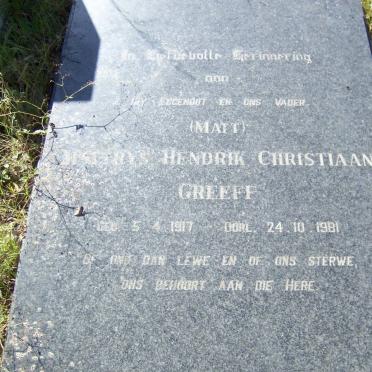 In Liefdevolle Herinnering
aan
My Eggenoot en ons Vader
(Matt)
Hendrik Christiaan
Greeff
Geb. 5.4.1917 — Oorl. 24.10.1981
Of ons dan lewe en of ons sterwe,
ons behoort aan die Here.